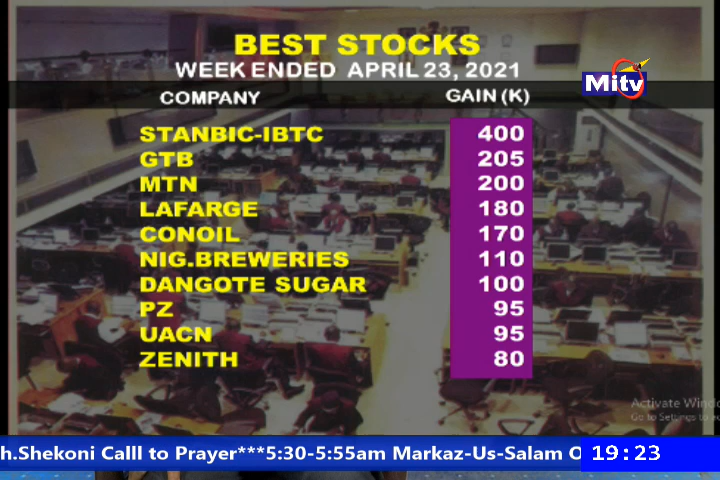 BEST STOCKS
WEEK ENDED APRIL 23, 2021
Mitv
COMPANY GAIN (K)
STANBIC-IBTC 400
GTB 205
MTN 200
LAFARGE 180
CONOIL 170
NIG.BREWERIES 110
DANGOTE SUGAR 100
PZ 95
UACN 95
ZENITH 80
Activate Windo
Go to Settings to a
h.Shekoni Calll to Prayer***5:30-5:55am Markaz-Us-Salam O 19:23